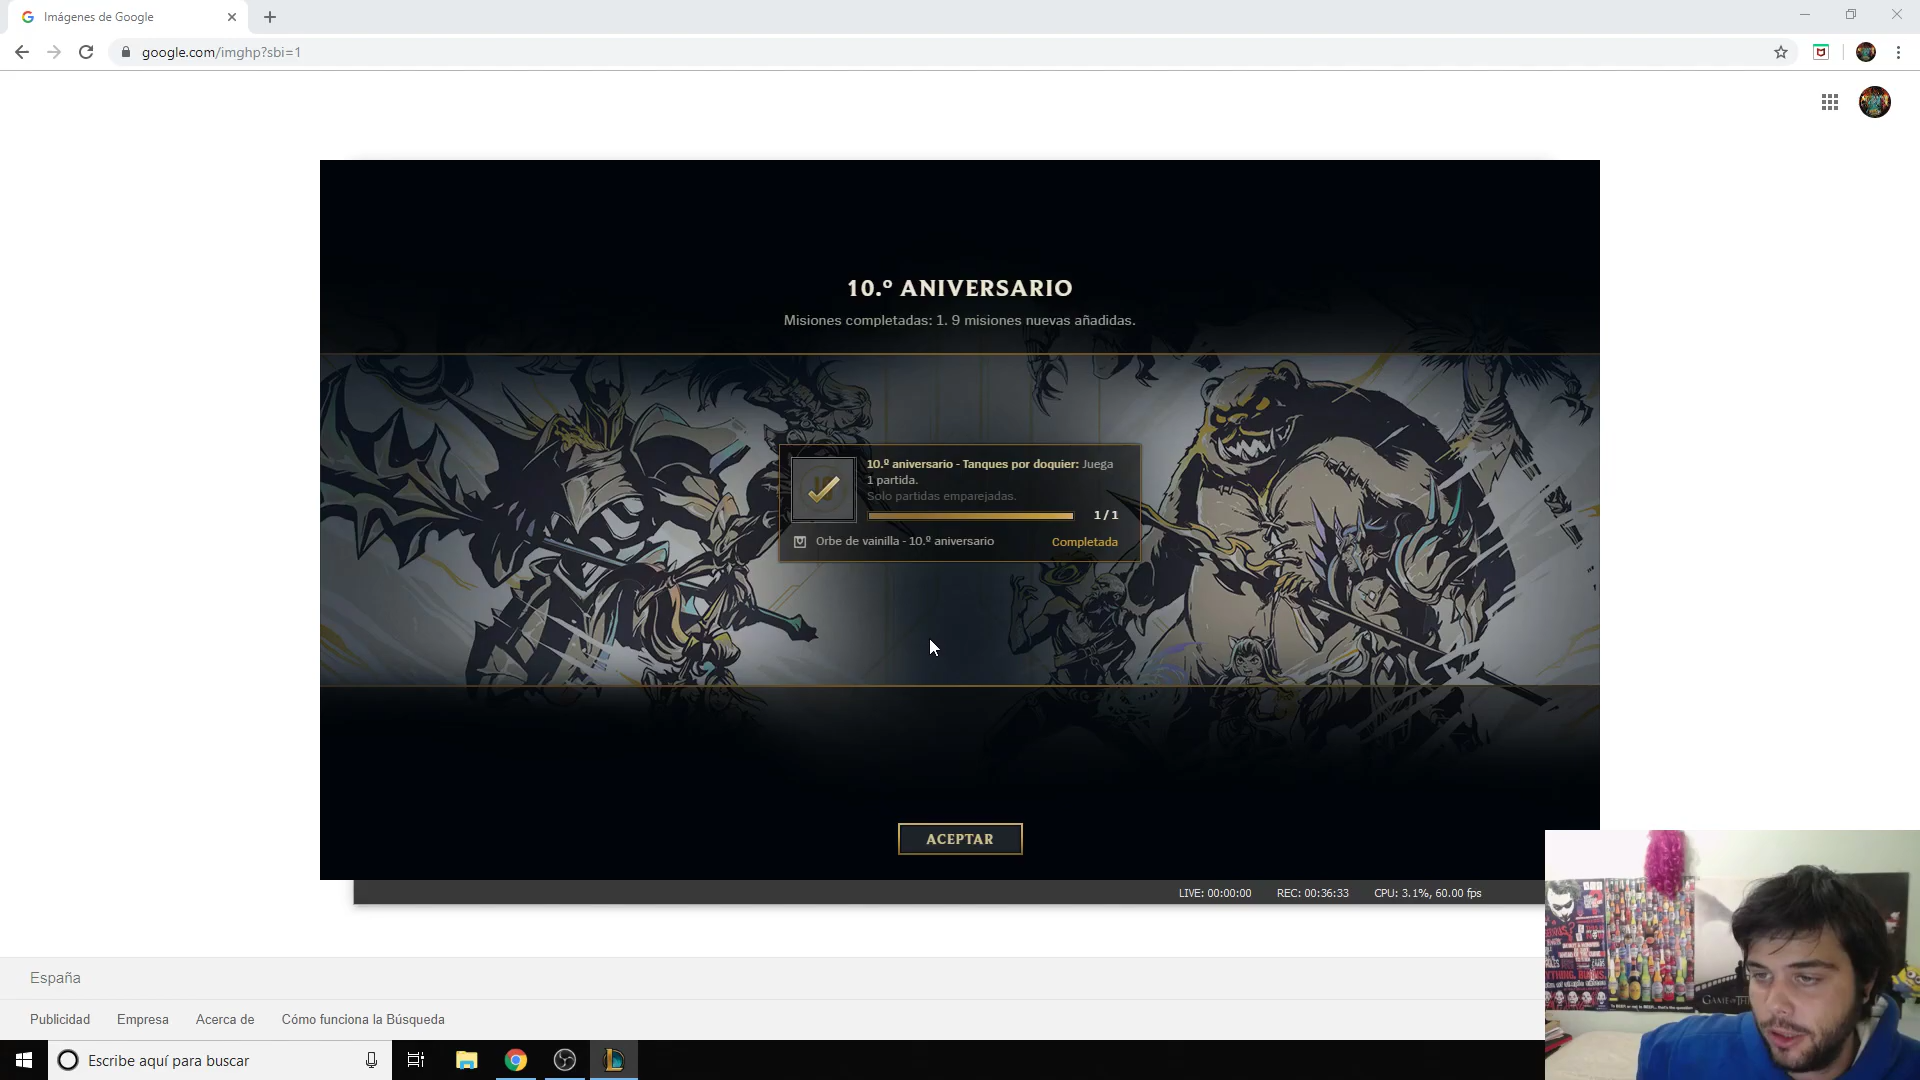 Imágenes de Google
google.com/imghp?sbi=1
10.º ANIVERSARIO
Misiones completadas: 1. 9 misiones nuevas añadidas.
10.º aniversario - Tanques por doquier: Juega
1 partida.
Solo partidas emparejadas.
1 / 1
Orbe de vainilla - 10.º aniversario
Completada
ACEPTAR
LIVE: 00:00:00
REC: 00:36:33
CPU: 3.1%, 60.00 fps
España
Publicidad
Empresa
Acerca de
Cómo funciona la Búsqueda
Escribe aquí para buscar